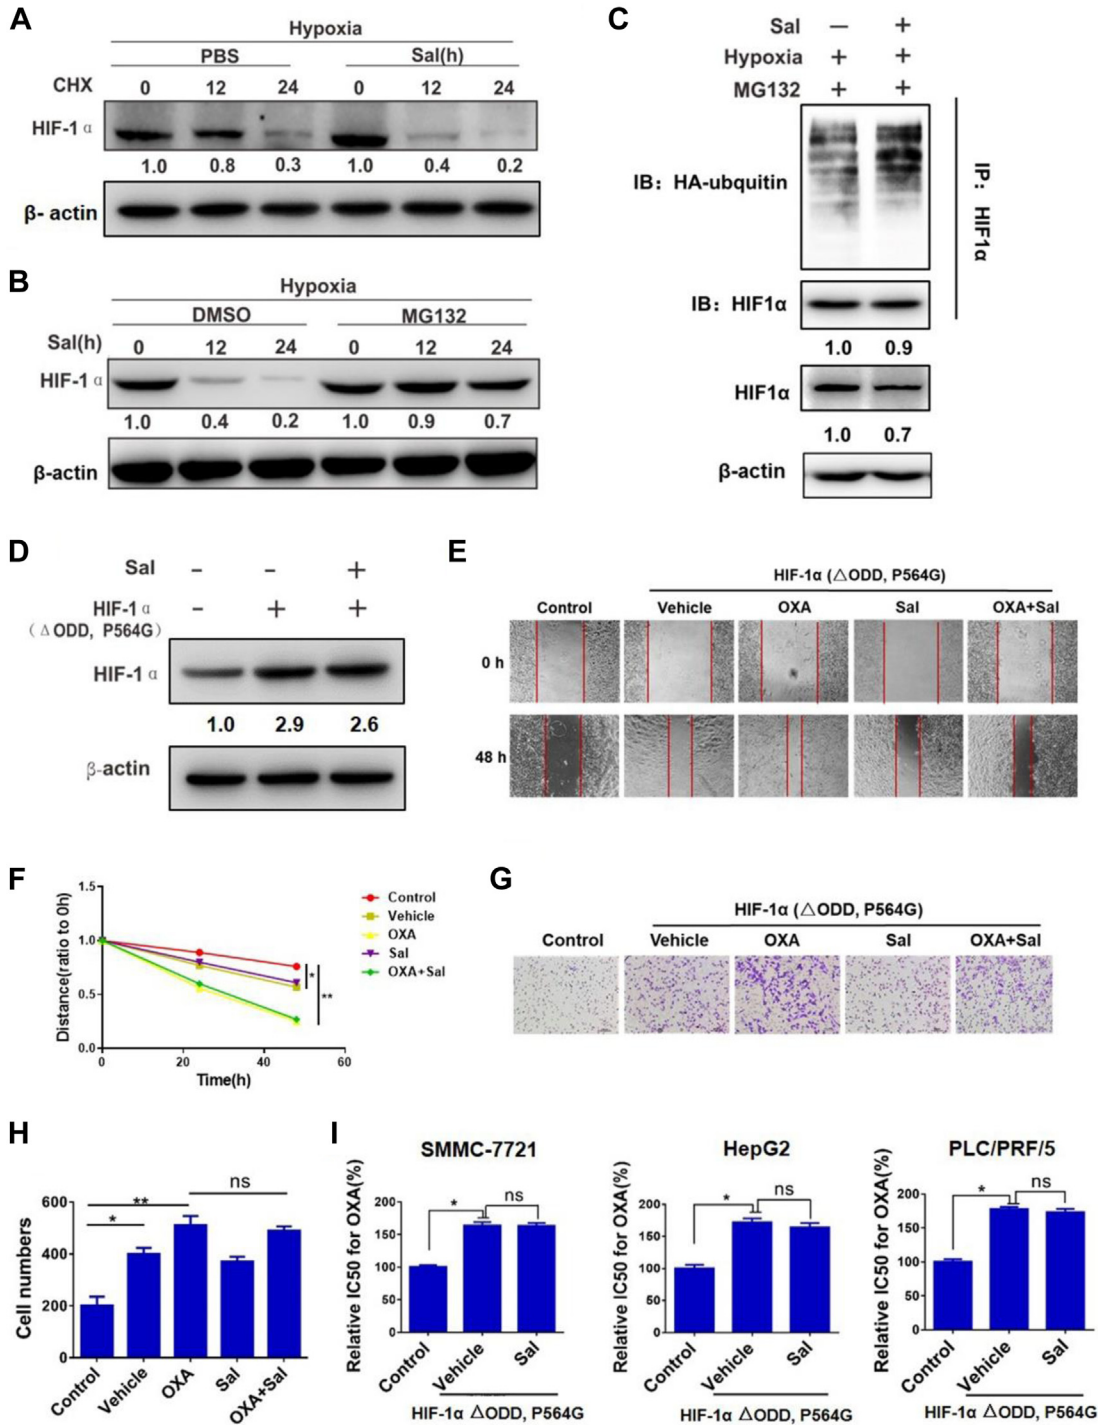 A
Hypoxia
PBS Sal(h)
CHX 0 12 24 0 12 24
HIF-1 α
1.0 0.8 0.3 1.0 0.4 0.2
β- actin
B
Hypoxia
DMSO MG132
Sal(h) 0 12 24 0 12 24
HIF-1 α
1.0 0.4 0.2 1.0 0.9 0.7
β-actin
C
Sal — +
Hypoxia + +
MG132 + +
IB: HA-ubquitin
IP: HIF1α
IB: HIF1α
1.0 0.9
HIF1α
1.0 0.7
β-actin
D
Sal - - +
HIF-1 α - + +
(ΔODD, P564G)
HIF-1 α
1.0 2.9 2.6
β-actin
E
HIF-1α (△ODD, P564G)
Control Vehicle OXA Sal OXA+Sal
0 h
48 h
F
Distance(ratio to 0h)
1.5
1.0
0.5
0.0
0 20 40 60
Time(h)
Control
Vehicle
OXA
Sal
OXA+Sal
*
**
G
HIF-1α (△ODD, P564G)
Control Vehicle OXA Sal OXA+Sal
H
Cell numbers
600
400
200
0
*
**
ns
Control Vehicle OXA Sal OXA+Sal
I
SMMC-7721
Relative IC50 for OXA(%)
200
150
100
50
0
* ns
Control Vehicle Sal
HIF-1α △ODD, P564G
HepG2
Relative IC50 for OXA(%)
200
150
100
50
0
* ns
Control Vehicle Sal
HIF-1α △ODD, P564G
PLC/PRF/5
Relative IC50 for OXA(%)
200
150
100
50
0
* ns
Control Vehicle Sal
HIF-1α △ODD, P564G